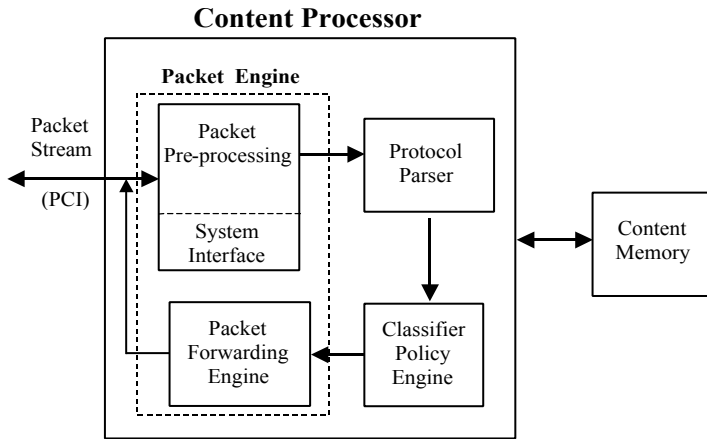 Content Processor
Packet Engine
Packet
Stream
(PCI)
Packet
Pre-processing
System
Interface
Protocol
Parser
Content
Memory
Packet
Forwarding
Engine
Classifier
Policy
Engine